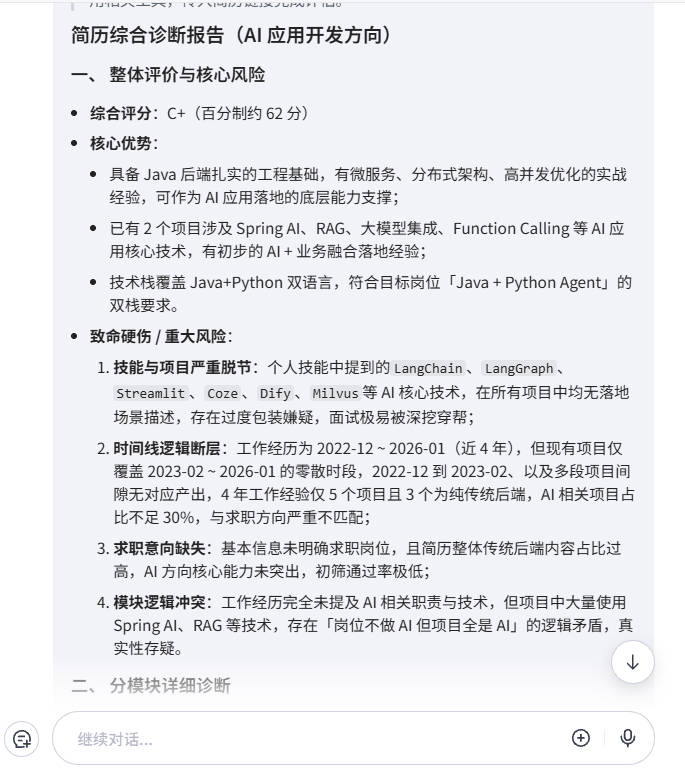 简历综合诊断报告（AI 应用开发方向）
一、 整体评价与核心风险
综合评分：C+（百分制约 62 分）
核心优势：
具备 Java 后端扎实的工程基础，有微服务、分布式架构、高并发优化的实战
经验，可作为 AI 应用落地的底层能力支撑；
已有 2 个项目涉及 Spring AI、RAG、大模型集成、Function Calling 等 AI 应
用核心技术，有初步的 AI + 业务融合落地经验；
技术栈覆盖 Java+Python 双语言，符合目标岗位「Java + Python Agent」的
双栈要求。
致命硬伤 / 重大风险：
1. 技能与项目严重脱节：个人技能中提到的 LangChain、LangGraph、
Streamlit、Coze、Dify、Milvus 等 AI 核心技术，在所有项目中均无落地
场景描述，存在过度包装嫌疑，面试极易被深挖穿帮；
2. 时间线逻辑断层：工作经历为 2022-12 ~ 2026-01（近 4 年），但现有项目仅
覆盖 2023-02 ~ 2026-01 的零散时段，2022-12 到 2023-02、以及多段项目间
隙无对应产出，4 年工作经验仅 5 个项目且 3 个为纯传统后端，AI 相关项目占
比不足 30%，与求职方向严重不匹配；
3. 求职意向缺失：基本信息未明确求职岗位，且简历整体传统后端内容占比过
高，AI 方向核心能力未突出，初筛通过率极低；
4. 模块逻辑冲突：工作经历完全未提及 AI 相关职责与技术，但项目中大量使用
Spring AI、RAG 等技术，存在「岗位不做 AI 但项目全是 AI」的逻辑矛盾，真
实性存疑。
二、 分模块详细诊断
继续对话...